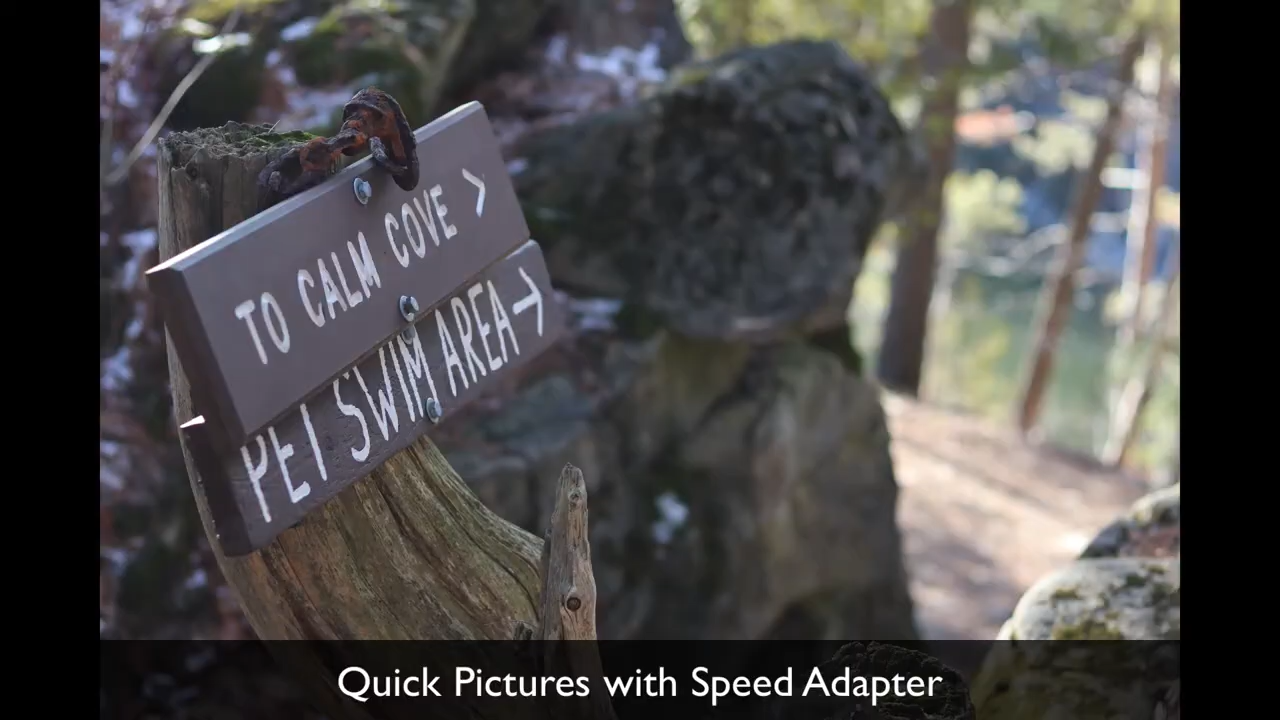 TO CALM COVE >
PET SWIM AREA→
Quick Pictures with Speed Adapter